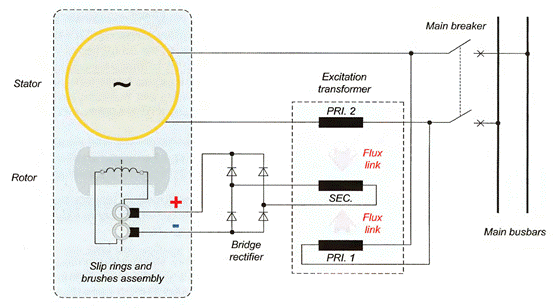 Main breaker
Stator
~
Excitation
transformer
PRI. 2
Flux
link
Rotor
+
-
SEC.
Flux
link
Bridge
rectifier
PRI. 1
Main busbars
Slip rings and
brushes assembly